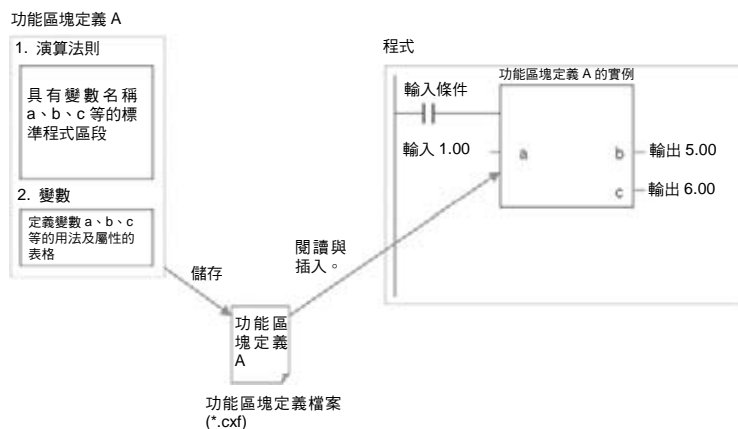 功能區塊定義 A
1. 演算法則
具有變數名稱
a、b、c 等的標
準程式區段
2. 變數
定義變數 a、b、c
等的用法及屬性的
表格
儲存
功能區
塊定義
A
功能區塊定義檔案
(*.cxf)
閱讀與
插入。
程式
功能區塊定義 A 的實例
輸入條件
輸入 1.00
a
b
輸出 5.00
c
輸出 6.00